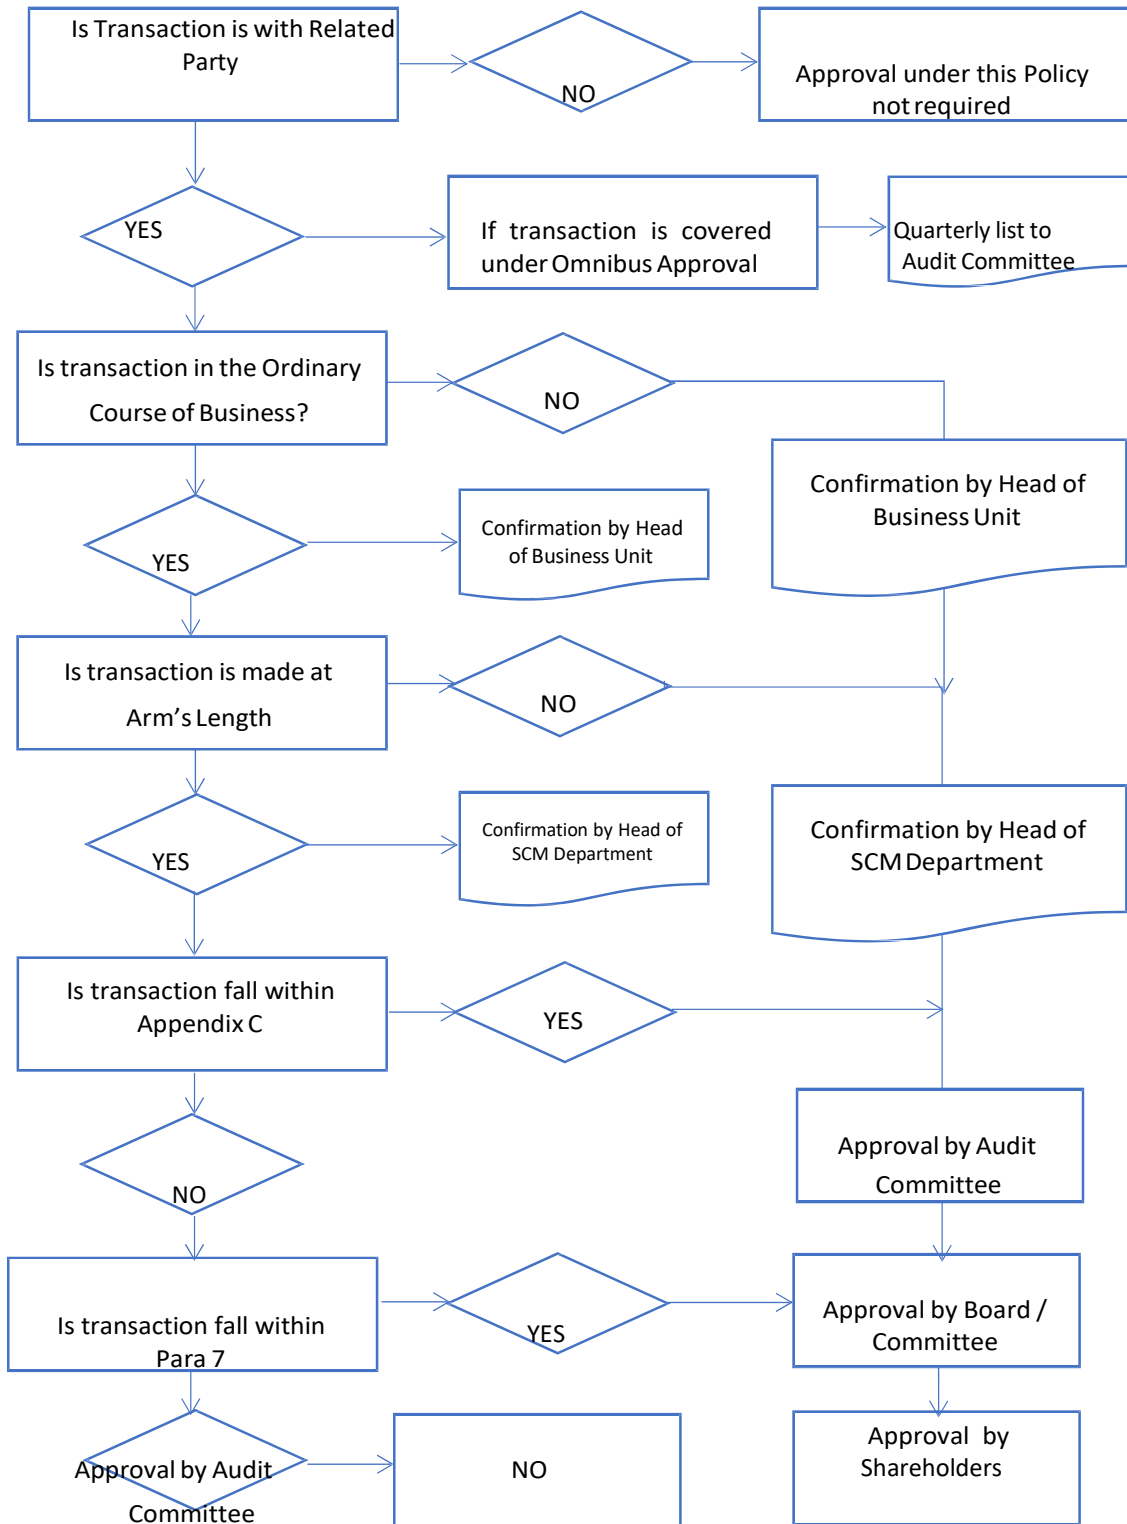 Is Transaction is with Related
Party
NO
Approval under this Policy
not required
YES
If transaction is covered
under Omnibus Approval
Quarterly list to
Audit Committee
Is transaction in the Ordinary
Course of Business?
NO
Confirmation by Head of
Business Unit
YES
Confirmation by Head
of Business Unit
Is transaction is made at
Arm's Length
NO
YES
Confirmation by Head of
SCM Department
Confirmation by Head of
SCM Department
Is transaction fall within
Appendix C
YES
NO
Approval by Audit
Committee
Is transaction fall within
Para 7
YES
Approval by Board /
Committee
Approval by Audit
Committee
NO
Approval by
Shareholders